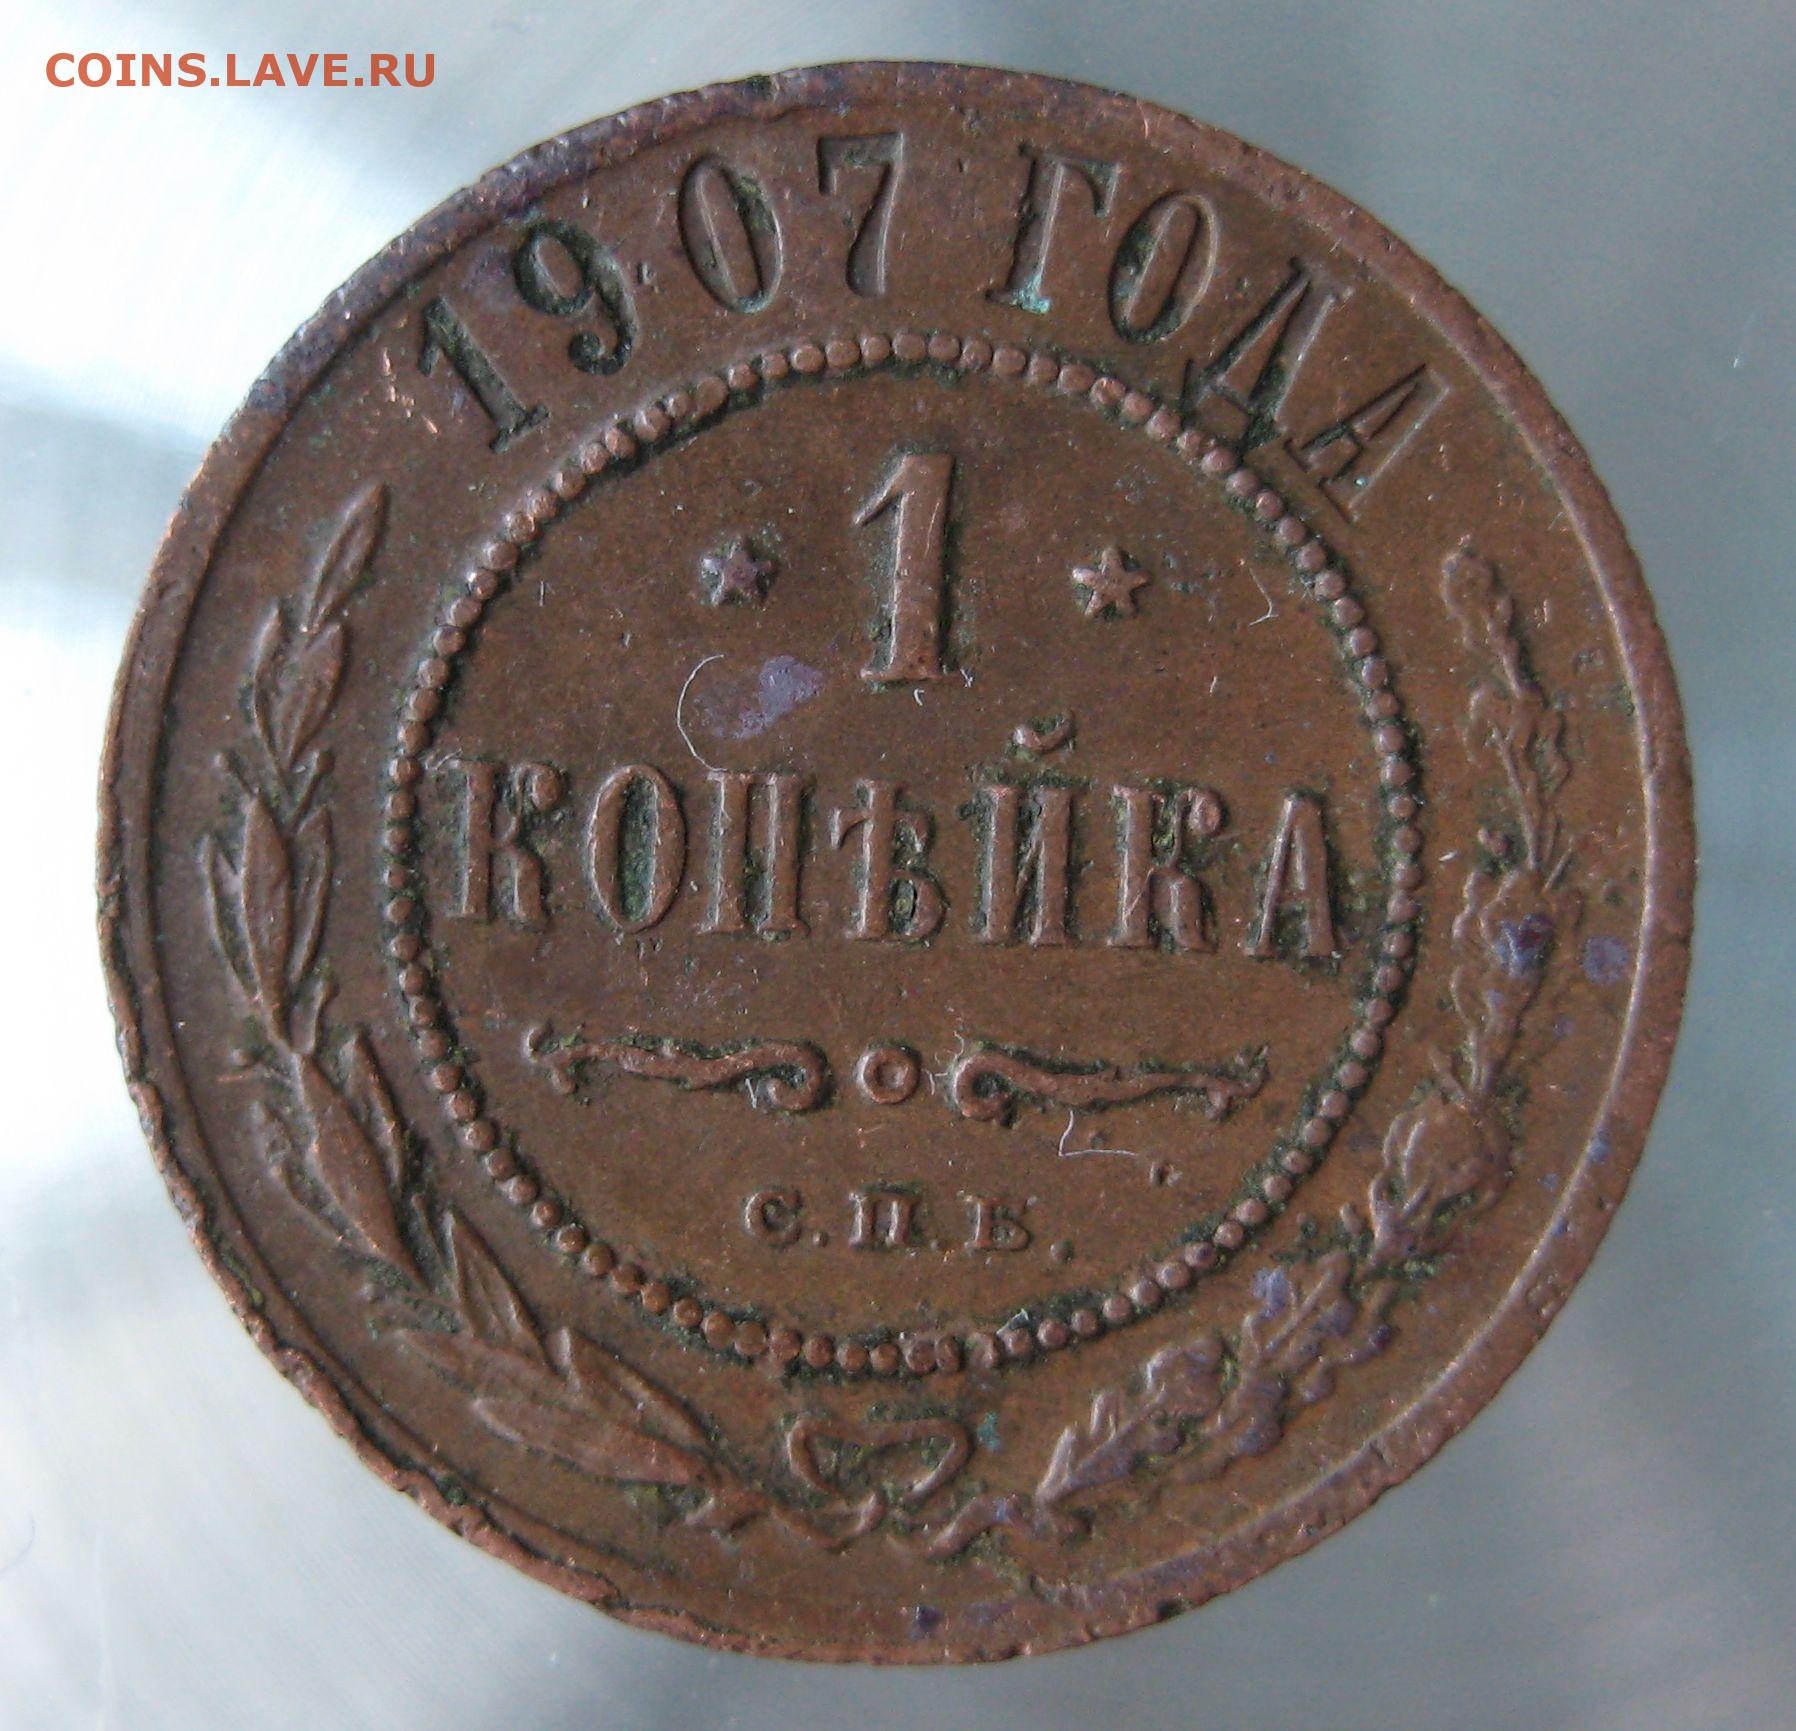 COINS.LAVE.RU
1907 ГОДА
* 1 *
КОПѢЙКА
С.П.Б.